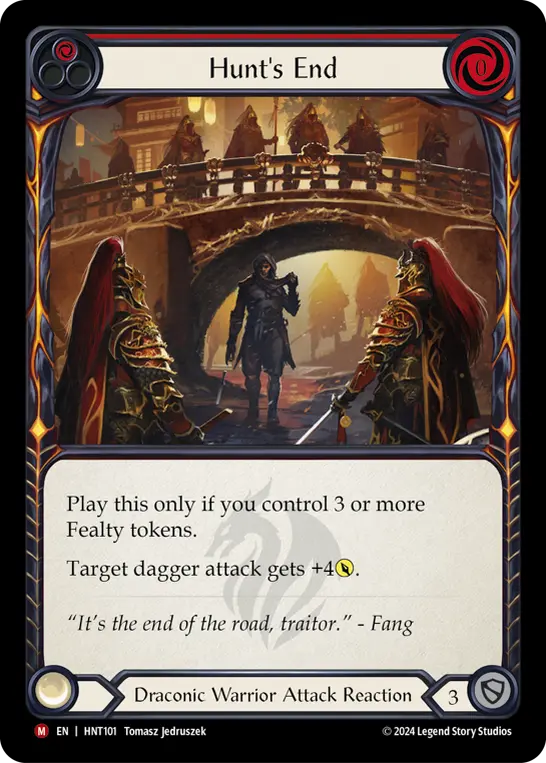 Hunt's End
0
Play this only if you control 3 or more
Fealty tokens.
Target dagger attack gets +4.
“It's the end of the road, traitor.” - Fang
Draconic Warrior Attack Reaction
3
M EN | HNT101 Tomasz Jedruszek
© 2024 Legend Story Studios